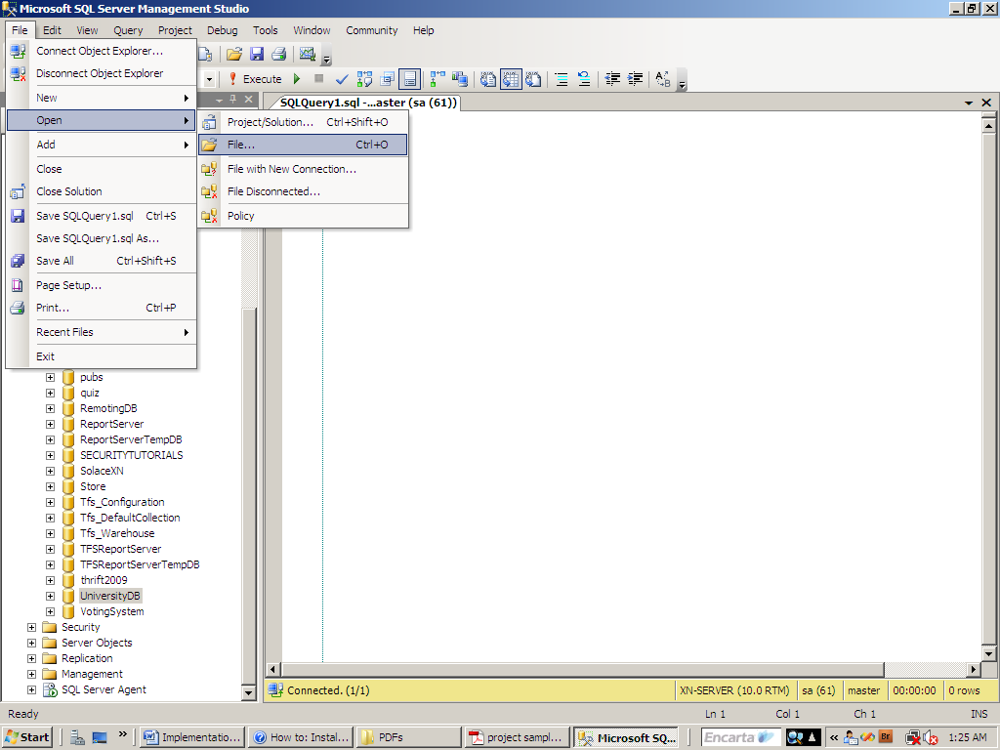 Microsoft SQL Server Management Studio
File Edit View Query Project Debug Tools Window Community Help
Connect Object Explorer...
Disconnect Object Explorer
New
Open
Add
Close
Close Solution
Save SQLQuery1.sql Ctrl+S
Save SQLQuery1.sql As...
Save All Ctrl+Shift+S
Page Setup...
Print... Ctrl+P
Recent Files
Exit
Execute
SQLQuery1.sql -...aster (sa (61))
Project/Solution... Ctrl+Shift+O
File... Ctrl+O
File with New Connection...
File Disconnected...
Policy
pubs
quiz
RemotingDB
ReportServer
ReportServerTempDB
SECURITYTUTORIALS
SolaceXN
Store
Tfs_Configuration
Tfs_DefaultCollection
Tfs_Warehouse
TFSReportServer
TFSReportServerTempDB
thrift2009
UniversityDB
VotingSystem
Security
Server Objects
Replication
Management
SQL Server Agent
Connected. (1/1) XN-SERVER (10.0 RTM) sa (61) master 00:00:00 0 rows
Ready Ln 1 Col 1 Ch 1 INS
Start » Implementatio... How to: Instal... PDFs project sampl... Microsoft SQ... Encarta « Br 1:25 AM